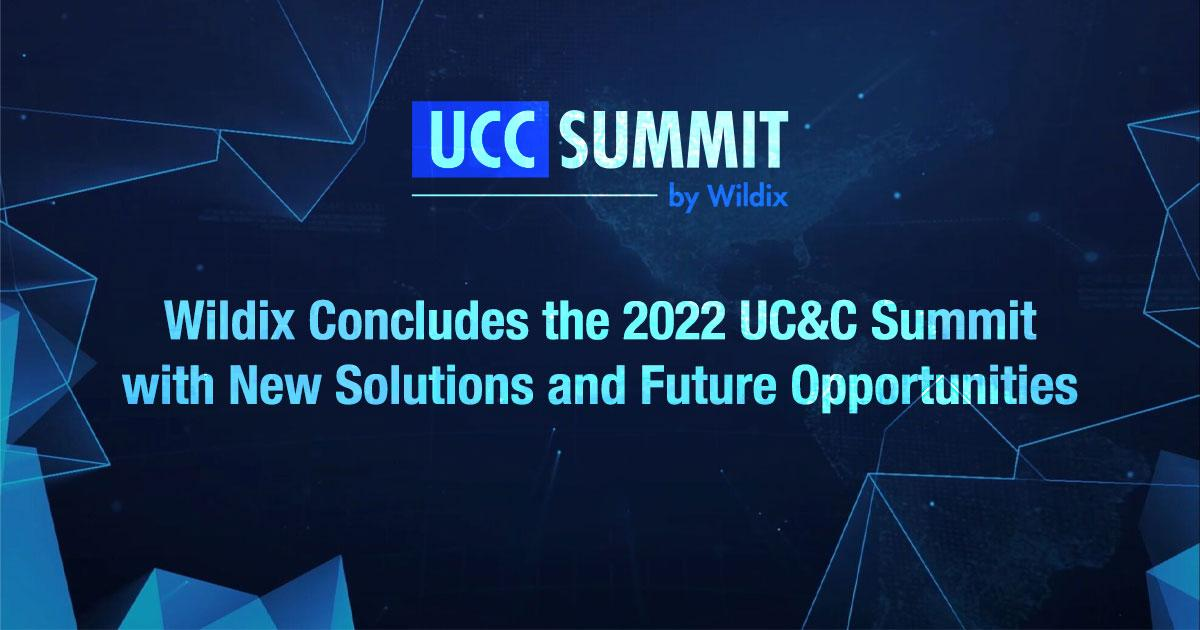 UCC SUMMIT
by Wildix
Wildix Concludes the 2022 UC&C Summit
with New Solutions and Future Opportunities